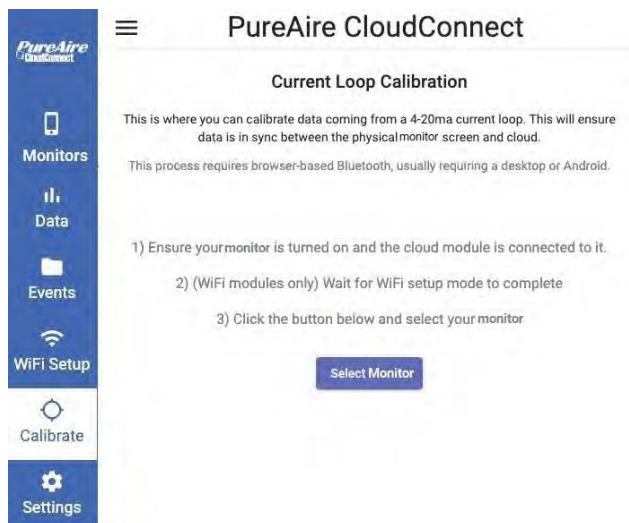 PureAire
CloudConnect
Monitors
Data
Events
WiFi Setup
Calibrate
Settings
PureAire CloudConnect
Current Loop Calibration
This is where you can calibrate data coming from a 4-20ma current loop. This will ensure
data is in sync between the physical monitor screen and cloud.
This process requires browser-based Bluetooth, usually requiring a desktop or Android.
1) Ensure your monitor is turned on and the cloud module is connected to it.
2) (WiFi modules only) Wait for WiFi setup mode to complete
3) Click the button below and select your monitor
Select Monitor